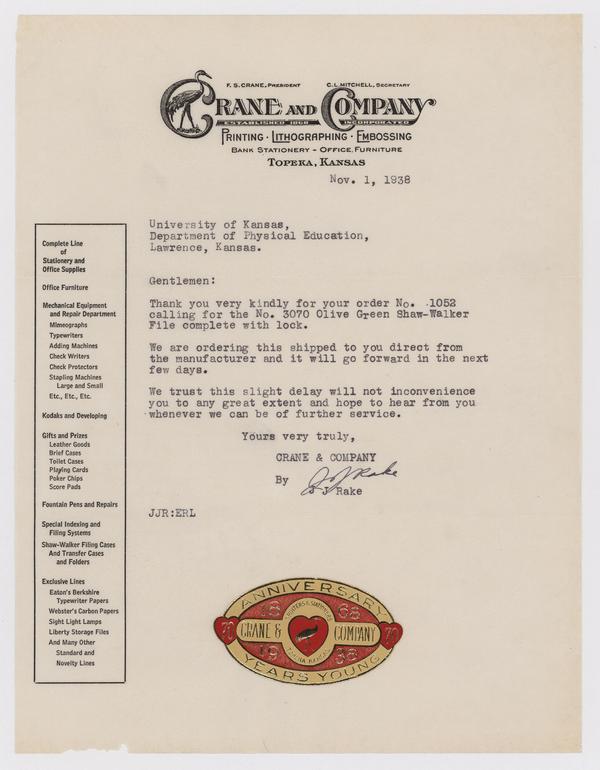 F. S. CRANE, PRESIDENT C. L. MITCHELL, SECRETARY
CRANE AND COMPANY
ESTABLISHED 1868 INCORPORATED
PRINTING · LITHOGRAPHING · EMBOSSING
BANK STATIONERY - OFFICE FURNITURE
TOPEKA, KANSAS
Nov. 1, 1938
University of Kansas,
Department of Physical Education,
Lawrence, Kansas.
Gentlemen:
Thank you very kindly for your order No. 1052
calling for the No. 3070 Olive Green Shaw-Walker
File complete with lock.
We are ordering this shipped to you direct from
the manufacturer and it will go forward in the next
few days.
We trust this slight delay will not inconvenience
you to any great extent and hope to hear from you
whenever we can be of further service.
Yours very truly,
CRANE & COMPANY
By J J Rake
J J Rake
JJR:ERL
Complete Line
of
Stationery and
Office Supplies
Office Furniture
Mechanical Equipment
and Repair Department
Mimeographs
Typewriters
Adding Machines
Check Writers
Check Protectors
Stapling Machines
Large and Small
Etc., Etc., Etc.
Kodaks and Developing
Gifts and Prizes
Leather Goods
Brief Cases
Toilet Cases
Playing Cards
Poker Chips
Score Pads
Fountain Pens and Repairs
Special Indexing and
Filing Systems
Shaw-Walker Filing Cases
And Transfer Cases
and Folders
Exclusive Lines
Eaton's Berkshire
Typewriter Papers
Webster's Carbon Papers
Sight Light Lamps
Liberty Storage Files
And Many Other
Standard and
Novelty Lines
ANNIVERSARY
1868
PRINTERS & STATIONERS
70 CRANE & COMPANY 70
TOPEKA KANSAS
1938
YEARS YOUNG